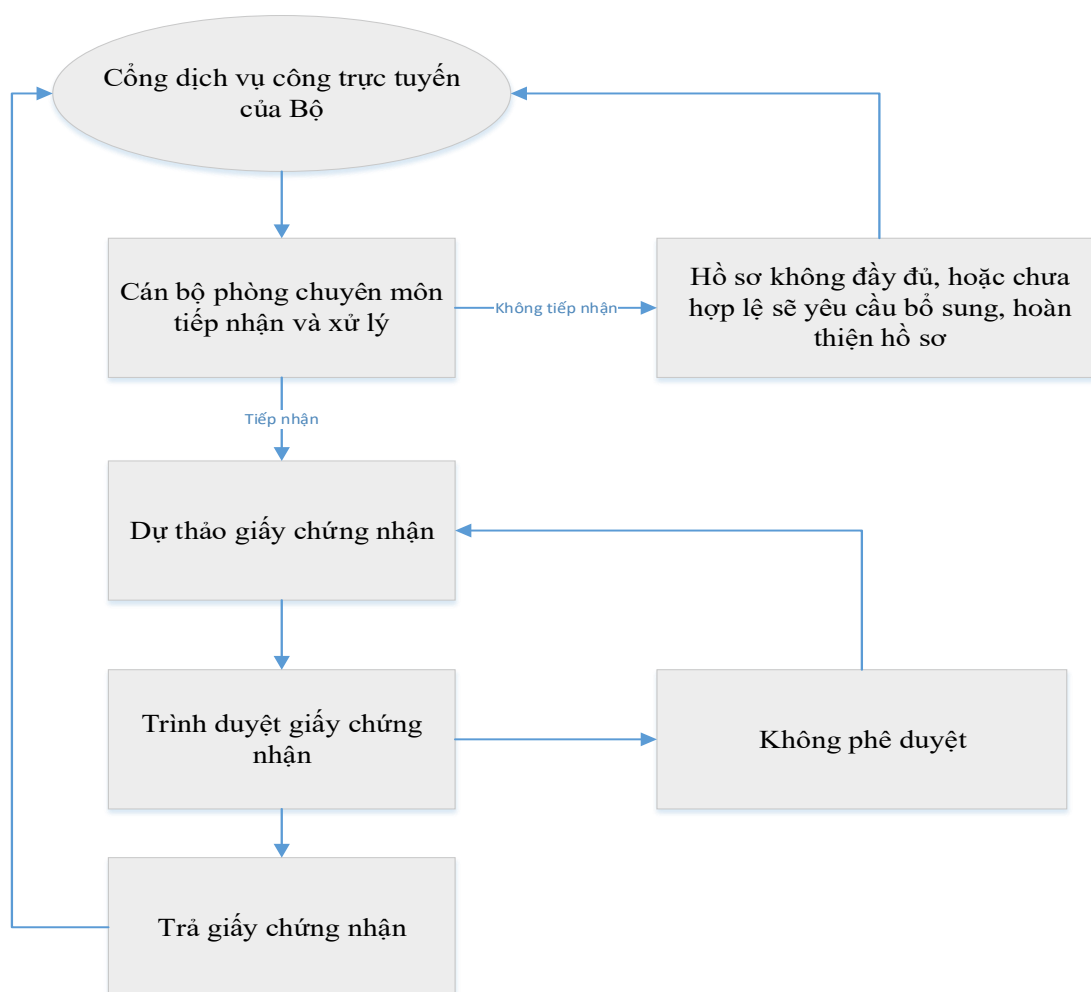 Cổng dịch vụ công trực tuyến
của Bộ
Cán bộ phòng chuyên môn
tiếp nhận và xử lý
Không tiếp nhận
Hồ sơ không đầy đủ, hoặc chưa
hợp lệ sẽ yêu cầu bổ sung, hoàn
thiện hồ sơ
Tiếp nhận
Dự thảo giấy chứng nhận
Trình duyệt giấy chứng
nhận
Không phê duyệt
Trả giấy chứng nhận